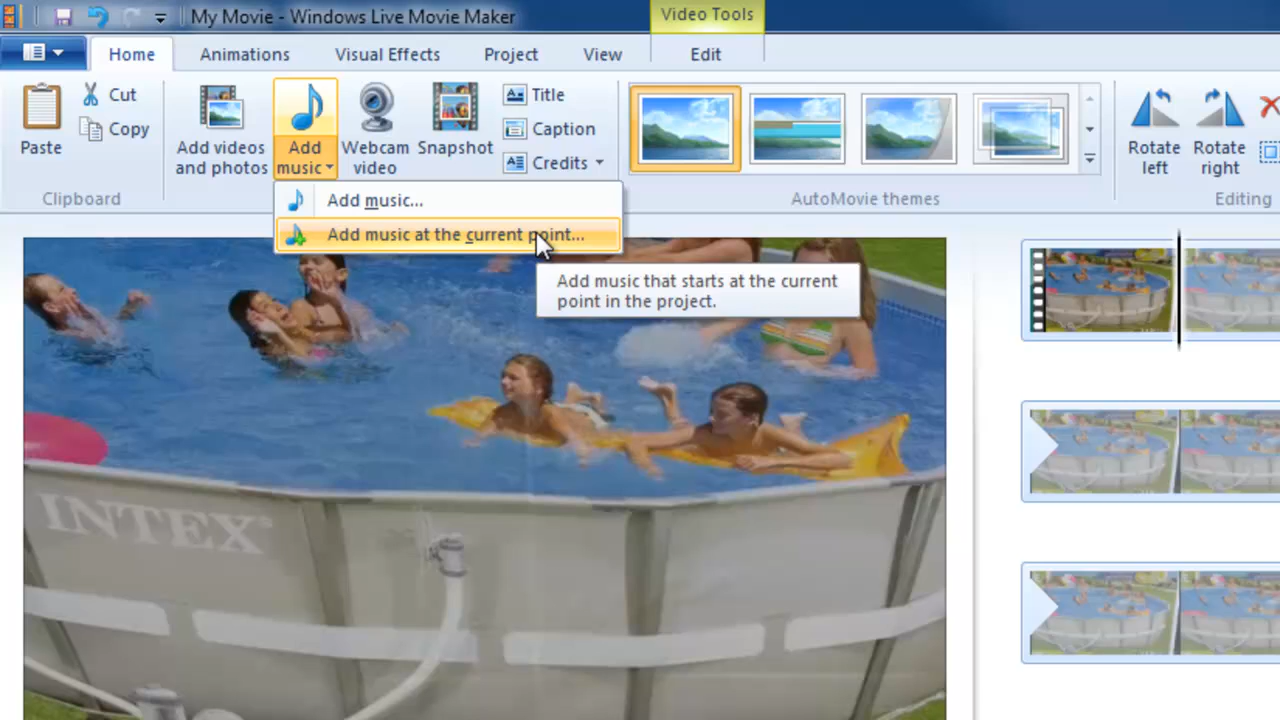 My Movie - Windows Live Movie Maker
Video Tools
Home
Animations
Visual Effects
Project
View
Edit
Paste
Cut
Copy
Clipboard
Add videos
and photos
Add
music
Webcam
video
Snapshot
Title
Caption
Credits
AutoMovie themes
Rotate
left
Rotate
right
Editing
Add music...
Add music at the current point...
Add music that starts at the current
point in the project.
INTEX